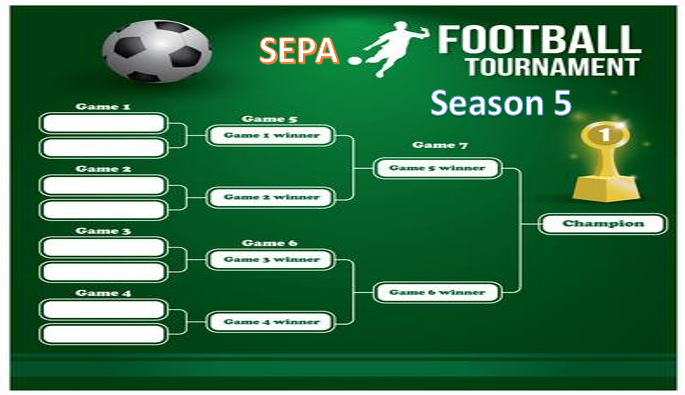 SEPA
FOOTBALL
TOURNAMENT
Season 5
1
Game 1
Game 5
Game 1 winner
Game 7
Game 5 winner
Game 2
Game 2 winner
Champion
Game 3
Game 6
Game 3 winner
Game 6 winner
Game 4
Game 4 winner